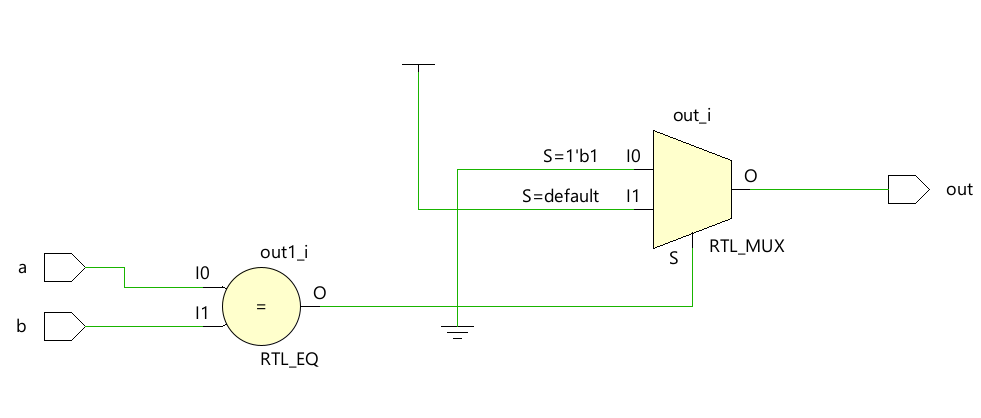 out_i
S=1'b1
I0
O
S=default
I1
out
RTL_MUX
S
out1_i
a
I0
O
=
b
I1
RTL_EQ